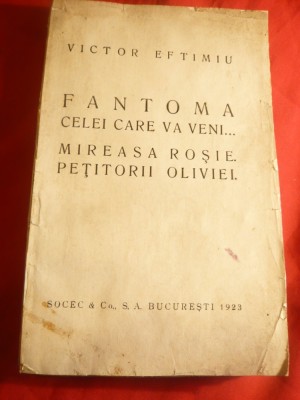 VICTOR EFTIMIU
FANTOMA
CELEI CARE VA VENI...
MIREASA ROȘIE.
PEȚITORII OLIVIEI.
SOCEC & Co., S. A. BUCUREȘTI 1923